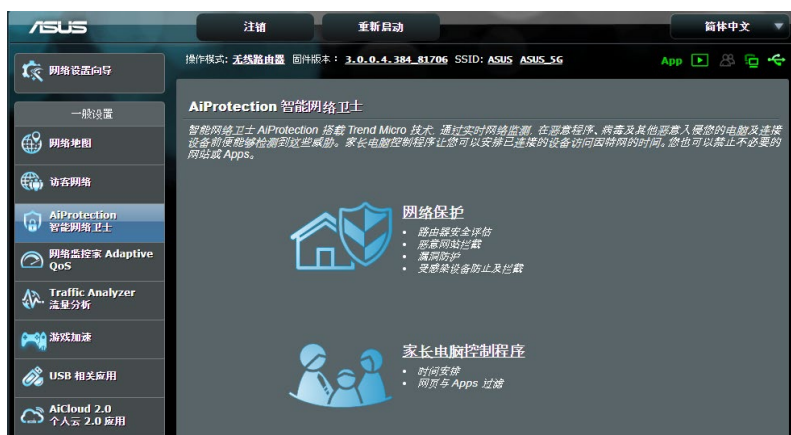 ASUS
注销
重新启动
简体中文
操作模式: 无线路由器 固件版本: 3.0.0.4.384_81706 SSID: ASUS ASUS_5G
App
网络设置向导
一般设置
网络地图
访客网络
AiProtection
智能网络卫士
网络监控家 Adaptive
QoS
Traffic Analyzer
流量分析
游戏加速
USB 相关应用
AiCloud 2.0
个人云 2.0 应用
AiProtection 智能网络卫士
智能网络卫士 AiProtection 搭载 Trend Micro 技术, 通过实时网络监测, 在恶意程序、病毒及其他恶意入侵您的电脑及连接
设备前便能够检测到这些威胁。家长电脑控制程序让您可以安排已连接的设备访问因特网的时间。您也可以禁止不必要的
网站或 Apps。
网络保护
• 路由器安全评估
• 恶意网站拦截
• 漏洞防护
• 受感染设备防止及拦截
家长电脑控制程序
• 时间安排
• 网页与 Apps 过滤